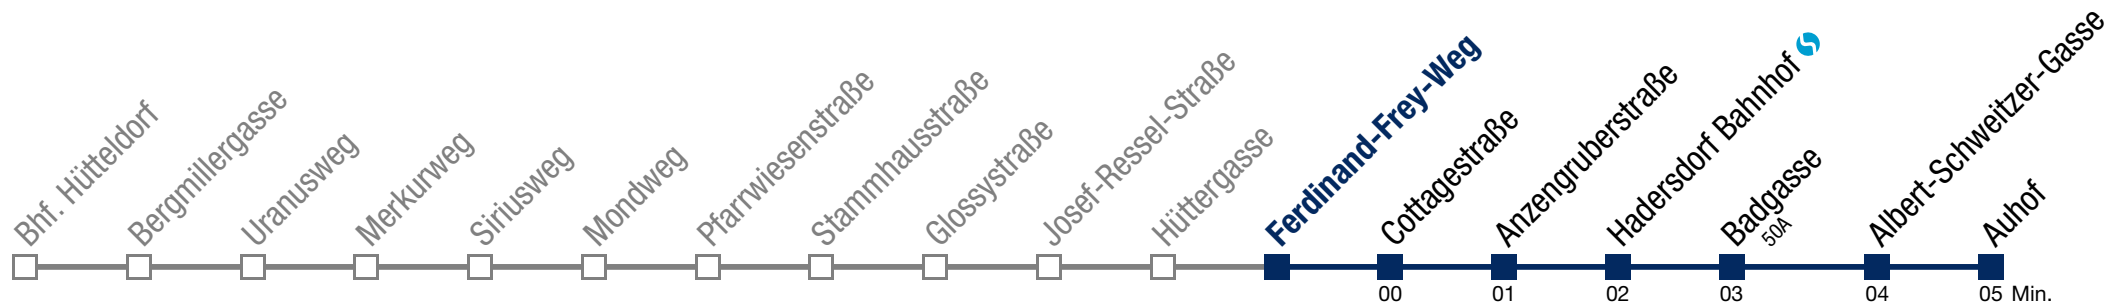 Bhf. Hütteldorf
Bergmillergasse
Uranusweg
Merkurweg
Siriusweg
Mondweg
Pfarrwiesenstraße
Stammhausstraße
Glossystraße
Josef-Ressel-Straße
Hüttergasse
Ferdinand-Frey-Weg
Cottagestraße
Anzengruberstraße
Hadersdorf Bahnhof
Badgasse
50A
Albert-Schweitzer-Gasse
Auhof
00 01 02 03 04 05 Min.